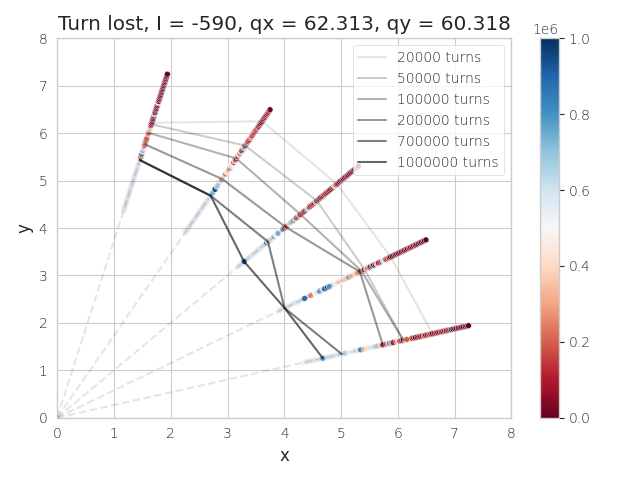 Turn lost, I = -590, qx = 62.313, qy = 60.318
1e6
8
7
6
5
4
3
2
1
0
y
0 1 2 3 4 5 6 7 8
x
20000 turns
50000 turns
100000 turns
200000 turns
700000 turns
1000000 turns
1.0
0.8
0.6
0.4
0.2
0.0